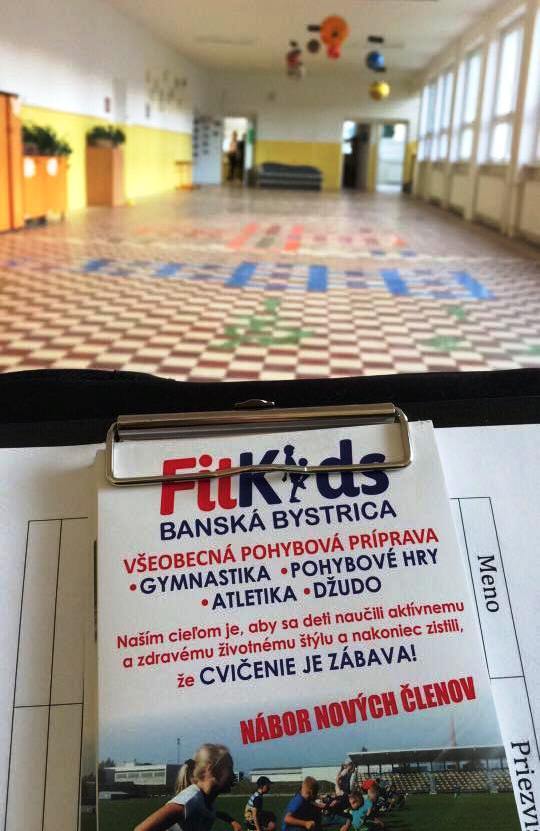 FitKids
BANSKÁ BYSTRICA
VŠEOBECNÁ POHYBOVÁ PRÍPRAVA
•GYMNASTIKA •POHYBOVÉ HRY
•ATLETIKA •DŽUDO
Naším cieľom je, aby sa deti naučili aktívnemu
a zdravému životnému štýlu a nakoniec zistili,
že CVIČENIE JE ZÁBAVA!
NÁBOR NOVÝCH ČLENOV
Meno